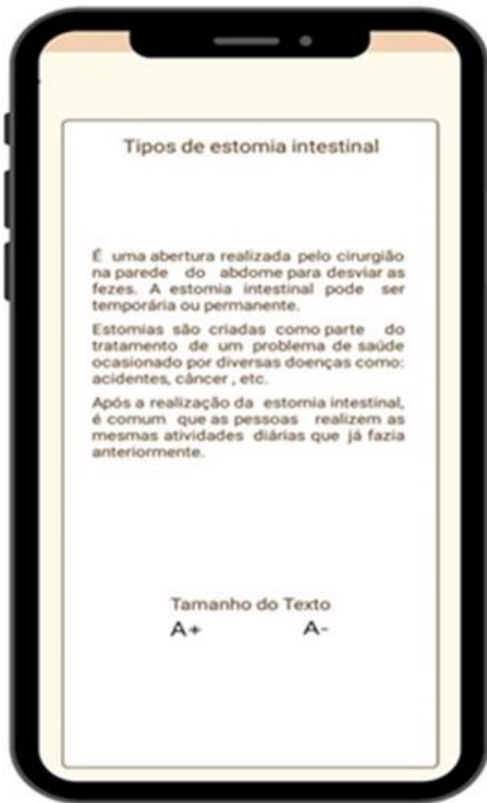 Tipos de estomia intestinal
É uma abertura realizada pelo cirurgião
na parede do abdome para desviar as
fezes. A estomia intestinal pode ser
temporária ou permanente.
Estomias são criadas como parte do
tratamento de um problema de saúde
ocasionado por diversas doenças como:
acidentes, câncer , etc.
Após a realização da estomia intestinal,
é comum que as pessoas realizem as
mesmas atividades diárias que já fazia
anteriormente.
Tamanho do Texto
A+ A-